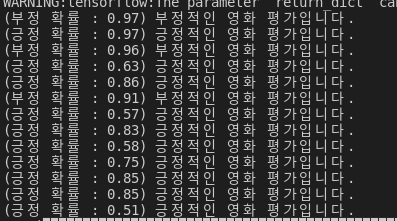 WARNING:tensorflow:The parameter `return_dict` ca
(부정 확률 : 0.97) 부정적인 영화 평가입니다.
(긍정 확률 : 0.97) 긍정적인 영화 평가입니다.
(부정 확률 : 0.96) 부정적인 영화 평가입니다.
(긍정 확률 : 0.63) 긍정적인 영화 평가입니다.
(긍정 확률 : 0.86) 긍정적인 영화 평가입니다.
(부정 확률 : 0.91) 부정적인 영화 평가입니다.
(긍정 확률 : 0.57) 긍정적인 영화 평가입니다.
(긍정 확률 : 0.83) 긍정적인 영화 평가입니다.
(긍정 확률 : 0.58) 긍정적인 영화 평가입니다.
(긍정 확률 : 0.75) 긍정적인 영화 평가입니다.
(긍정 확률 : 0.85) 긍정적인 영화 평가입니다.
(긍정 확률 : 0.85) 긍정적인 영화 평가입니다.
(긍정 확률 : 0.51) 긍정적인 영화 평가입니다.